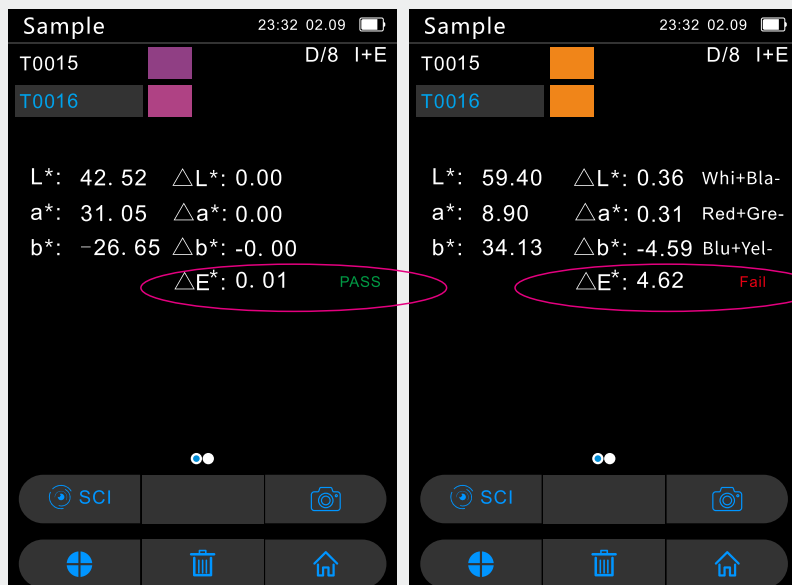 Sample 23:32 02.09
T0015 D/8 I+E
T0016
L*: 42.52 △L*: 0.00
a*: 31.05 △a*: 0.00
b*: -26.65 △b*: -0.00
△E*: 0.01 PASS
SCI
Sample 23:32 02.09
T0015 D/8 I+E
T0016
L*: 59.40 △L*: 0.36 Whi+Bla-
a*: 8.90 △a*: 0.31 Red+Gre-
b*: 34.13 △b*: -4.59 Blu+Yel-
△E*: 4.62 Fail
SCI